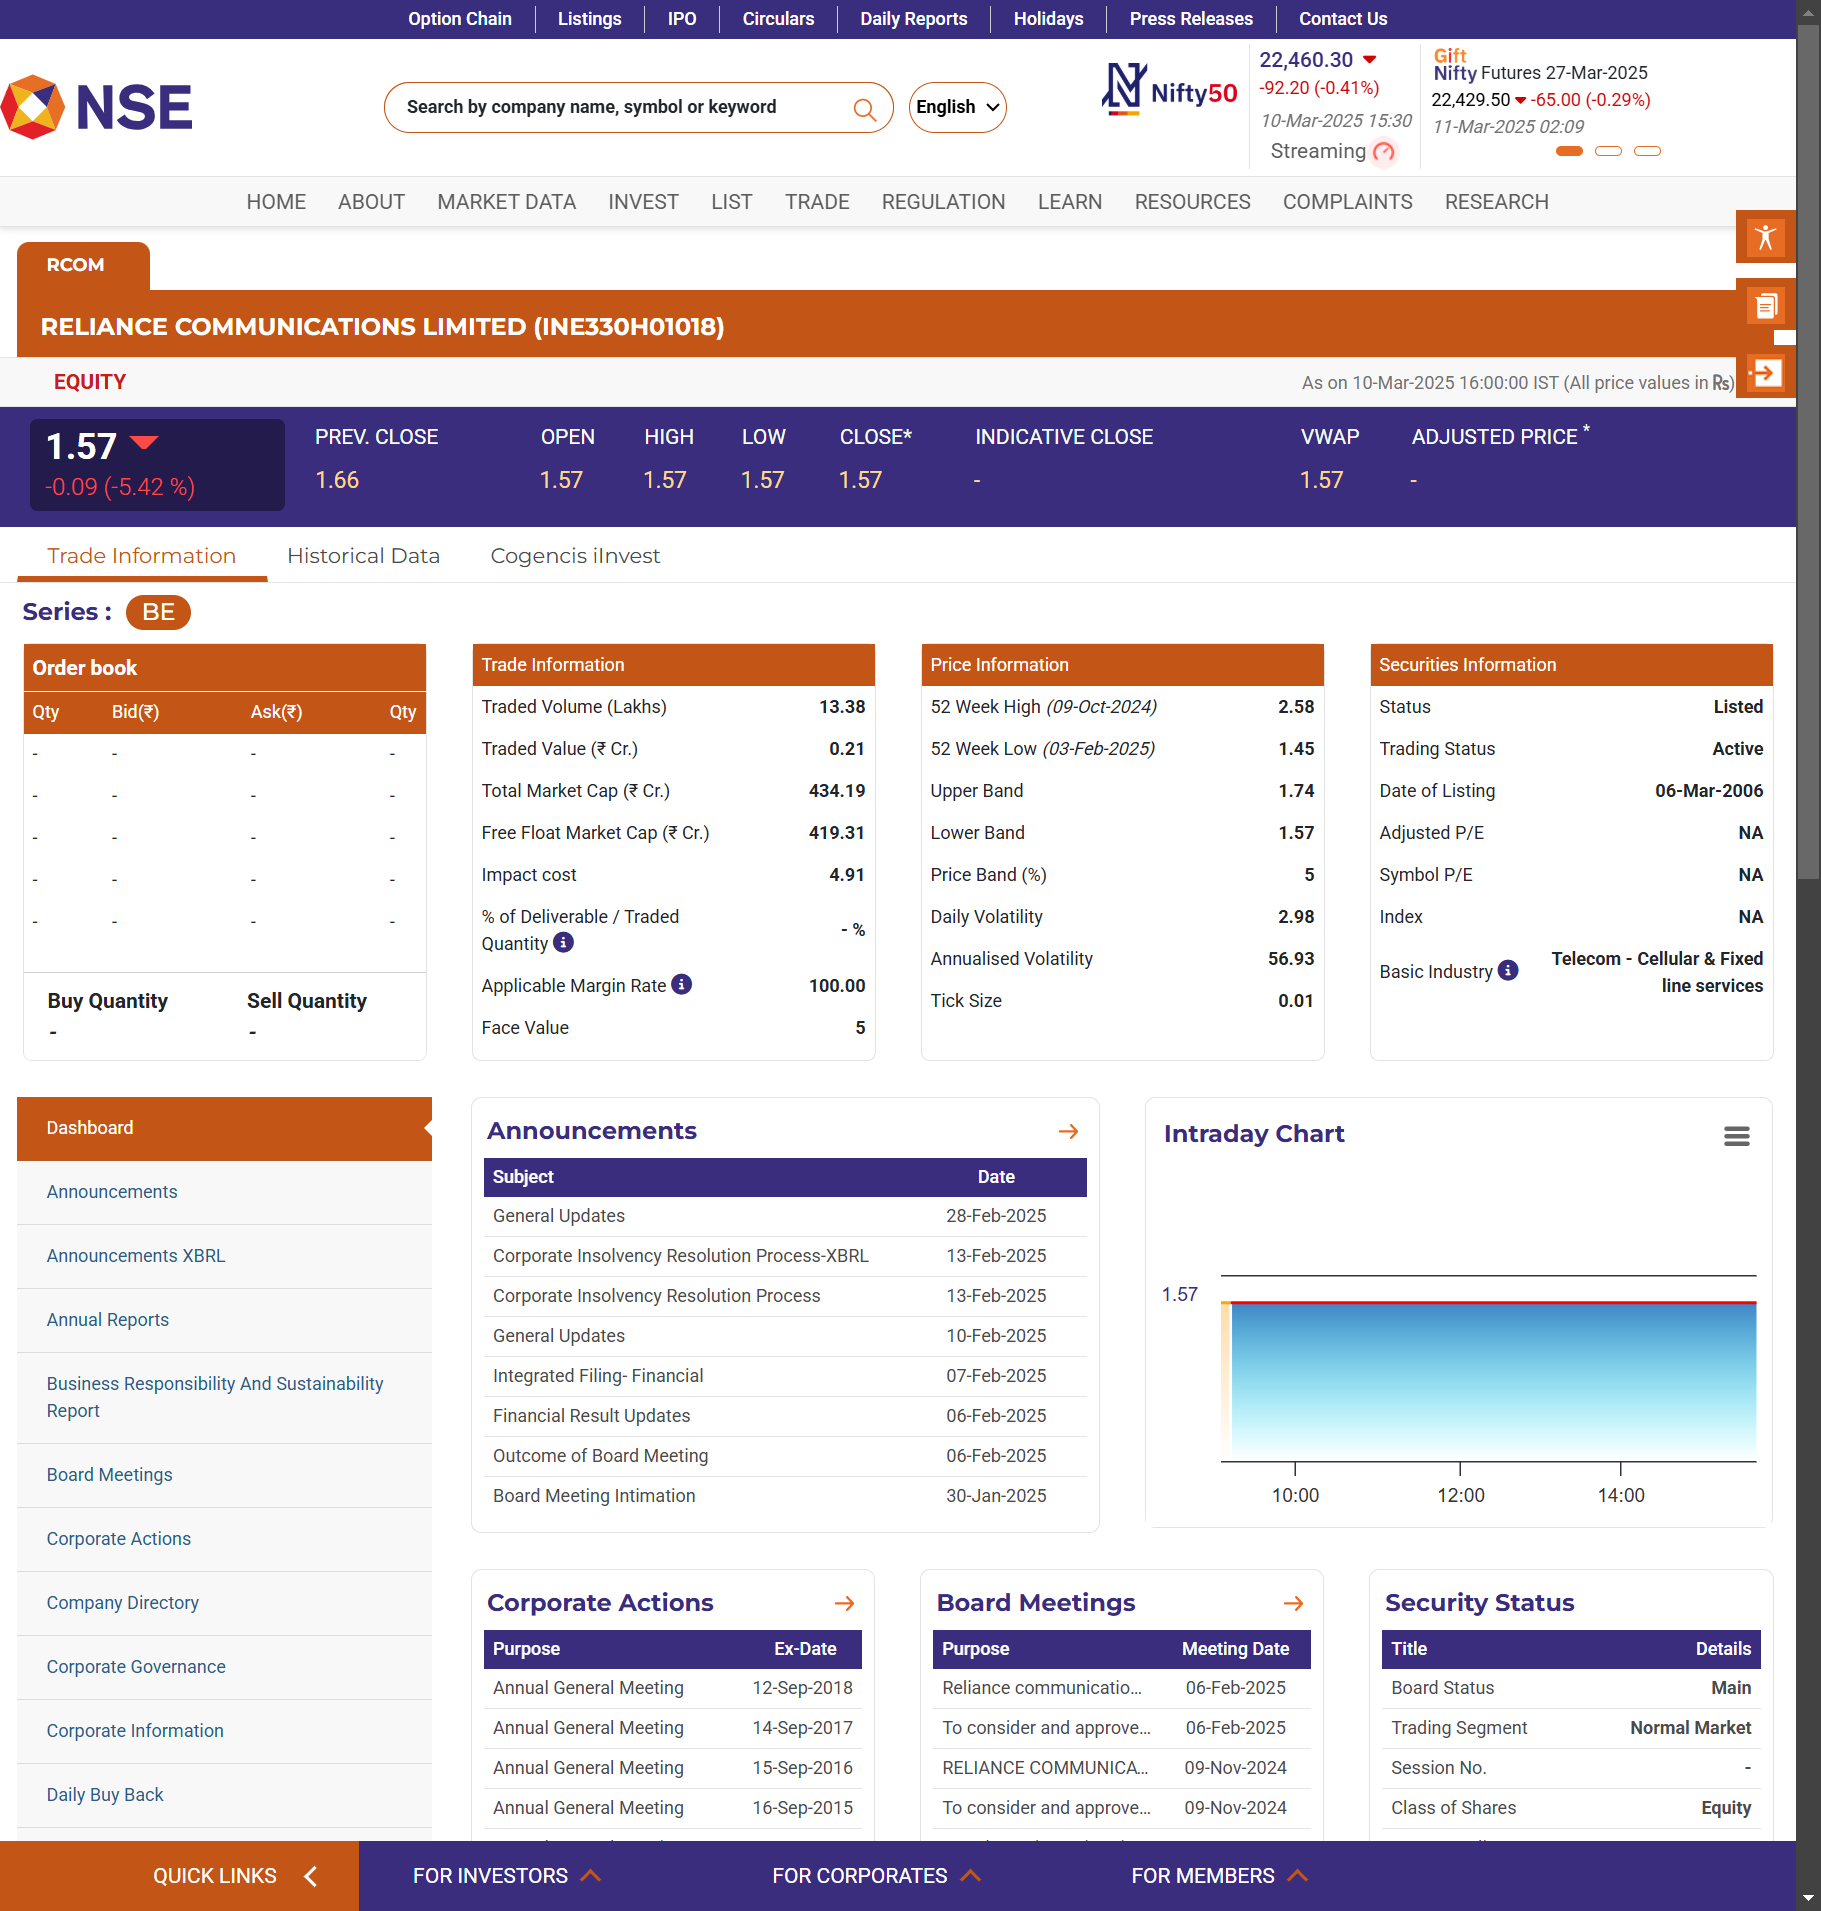 Option Chain
Listings
IPO
Circulars
Daily Reports
Holidays
Press Releases
Contact Us
NSE
Search by company name, symbol or keyword
English
Nifty50
22,460.30
-92.20 (-0.41%)
10-Mar-2025 15:30
Streaming
Gift
Nifty Futures 27-Mar-2025
22,429.50 -65.00 (-0.29%)
11-Mar-2025 02:09
HOME
ABOUT
MARKET DATA
INVEST
LIST
TRADE
REGULATION
LEARN
RESOURCES
COMPLAINTS
RESEARCH
RCOM
RELIANCE COMMUNICATIONS LIMITED (INE330H01018)
EQUITY
As on 10-Mar-2025 16:00:00 IST (All price values in Rs)
1.57
-0.09 (-5.42 %)
PREV. CLOSE OPEN HIGH LOW CLOSE* INDICATIVE CLOSE VWAP ADJUSTED PRICE *
1.66 1.57 1.57 1.57 1.57 - 1.57 -
Trade Information
Historical Data
Cogencis iInvest
Series : BE
Order book
Qty Bid(₹) Ask(₹) Qty
- - - -
- - - -
- - - -
- - - -
- - - -
Buy Quantity Sell Quantity
- -
Trade Information
Traded Volume (Lakhs) 13.38
Traded Value (₹ Cr.) 0.21
Total Market Cap (₹ Cr.) 434.19
Free Float Market Cap (₹ Cr.) 419.31
Impact cost 4.91
% of Deliverable / Traded
Quantity - %
Applicable Margin Rate 100.00
Face Value 5
Price Information
52 Week High (09-Oct-2024) 2.58
52 Week Low (03-Feb-2025) 1.45
Upper Band 1.74
Lower Band 1.57
Price Band (%) 5
Daily Volatility 2.98
Annualised Volatility 56.93
Tick Size 0.01
Securities Information
Status Listed
Trading Status Active
Date of Listing 06-Mar-2006
Adjusted P/E NA
Symbol P/E NA
Index NA
Basic Industry Telecom - Cellular & Fixed
line services
Dashboard
Announcements
Announcements XBRL
Annual Reports
Business Responsibility And Sustainability
Report
Board Meetings
Corporate Actions
Company Directory
Corporate Governance
Corporate Information
Daily Buy Back
Announcements
Subject Date
General Updates 28-Feb-2025
Corporate Insolvency Resolution Process-XBRL 13-Feb-2025
Corporate Insolvency Resolution Process 13-Feb-2025
General Updates 10-Feb-2025
Integrated Filing- Financial 07-Feb-2025
Financial Result Updates 06-Feb-2025
Outcome of Board Meeting 06-Feb-2025
Board Meeting Intimation 30-Jan-2025
Intraday Chart
1.57
10:00 12:00 14:00
Corporate Actions
Purpose Ex-Date
Annual General Meeting 12-Sep-2018
Annual General Meeting 14-Sep-2017
Annual General Meeting 15-Sep-2016
Annual General Meeting 16-Sep-2015
Board Meetings
Purpose Meeting Date
Reliance communicatio... 06-Feb-2025
To consider and approve... 06-Feb-2025
RELIANCE COMMUNICA... 09-Nov-2024
To consider and approve... 09-Nov-2024
Security Status
Title Details
Board Status Main
Trading Segment Normal Market
Session No. -
Class of Shares Equity
QUICK LINKS
FOR INVESTORS
FOR CORPORATES
FOR MEMBERS